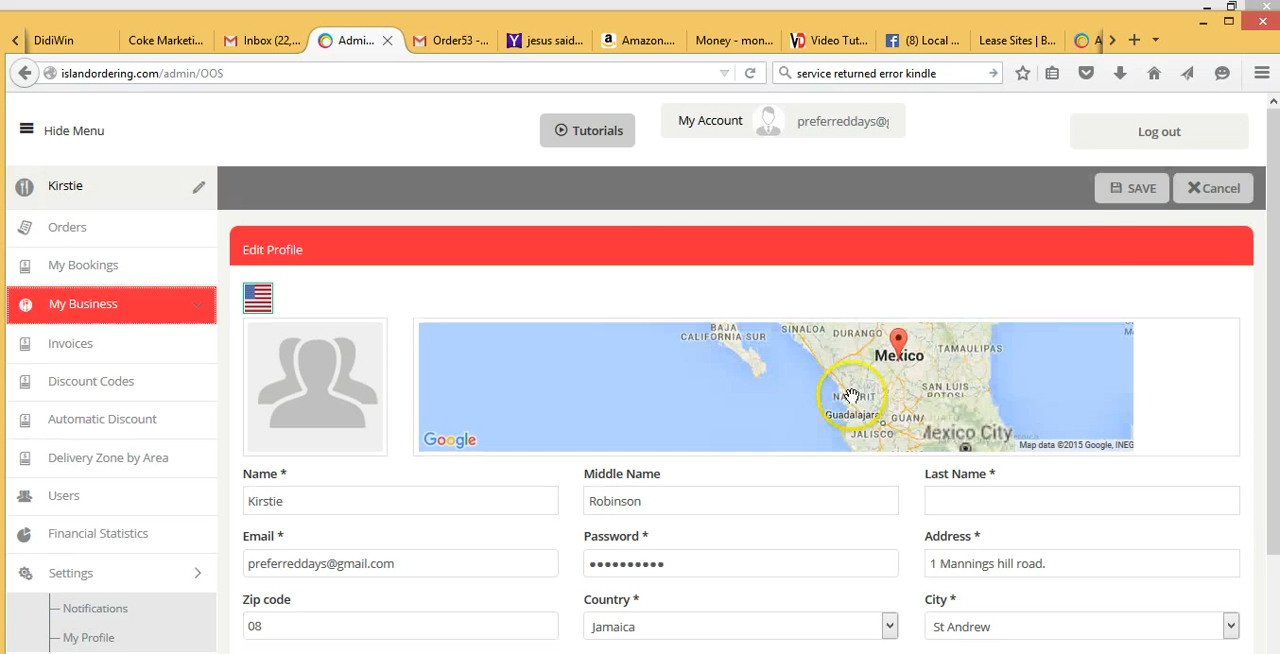 DidiWin
Coke Marketi...
Inbox (22,...
Admi...
Order53 -...
jesus said...
Amazon....
Money - mon...
Video Tut...
(8) Local ...
Lease Sites | B...
A
islandordering.com/admin/OOS
service returned error kindle
Hide Menu
Tutorials
My Account
preferreddays@g
Log out
Kirstie
SAVE
Cancel
Orders
My Bookings
My Business
Invoices
Discount Codes
Automatic Discount
Delivery Zone by Area
Users
Financial Statistics
Settings
Notifications
My Profile
Edit Profile
BAJA
CALIFORNIA SUR
SINALOA
DURANGO
Mexico
TAMAULIPAS
NAYARIT
SAN LUIS
POTOSI
Guadalajara
GUAN
JALISCO
Mexico City
Google
Map data ©2015 Google, INEG
Name *
Middle Name
Last Name *
Kirstie
Robinson
Email *
Password *
Address *
preferreddays@gmail.com
●●●●●●●●●●
1 Mannings hill road.
Zip code
Country *
City *
08
Jamaica
St Andrew